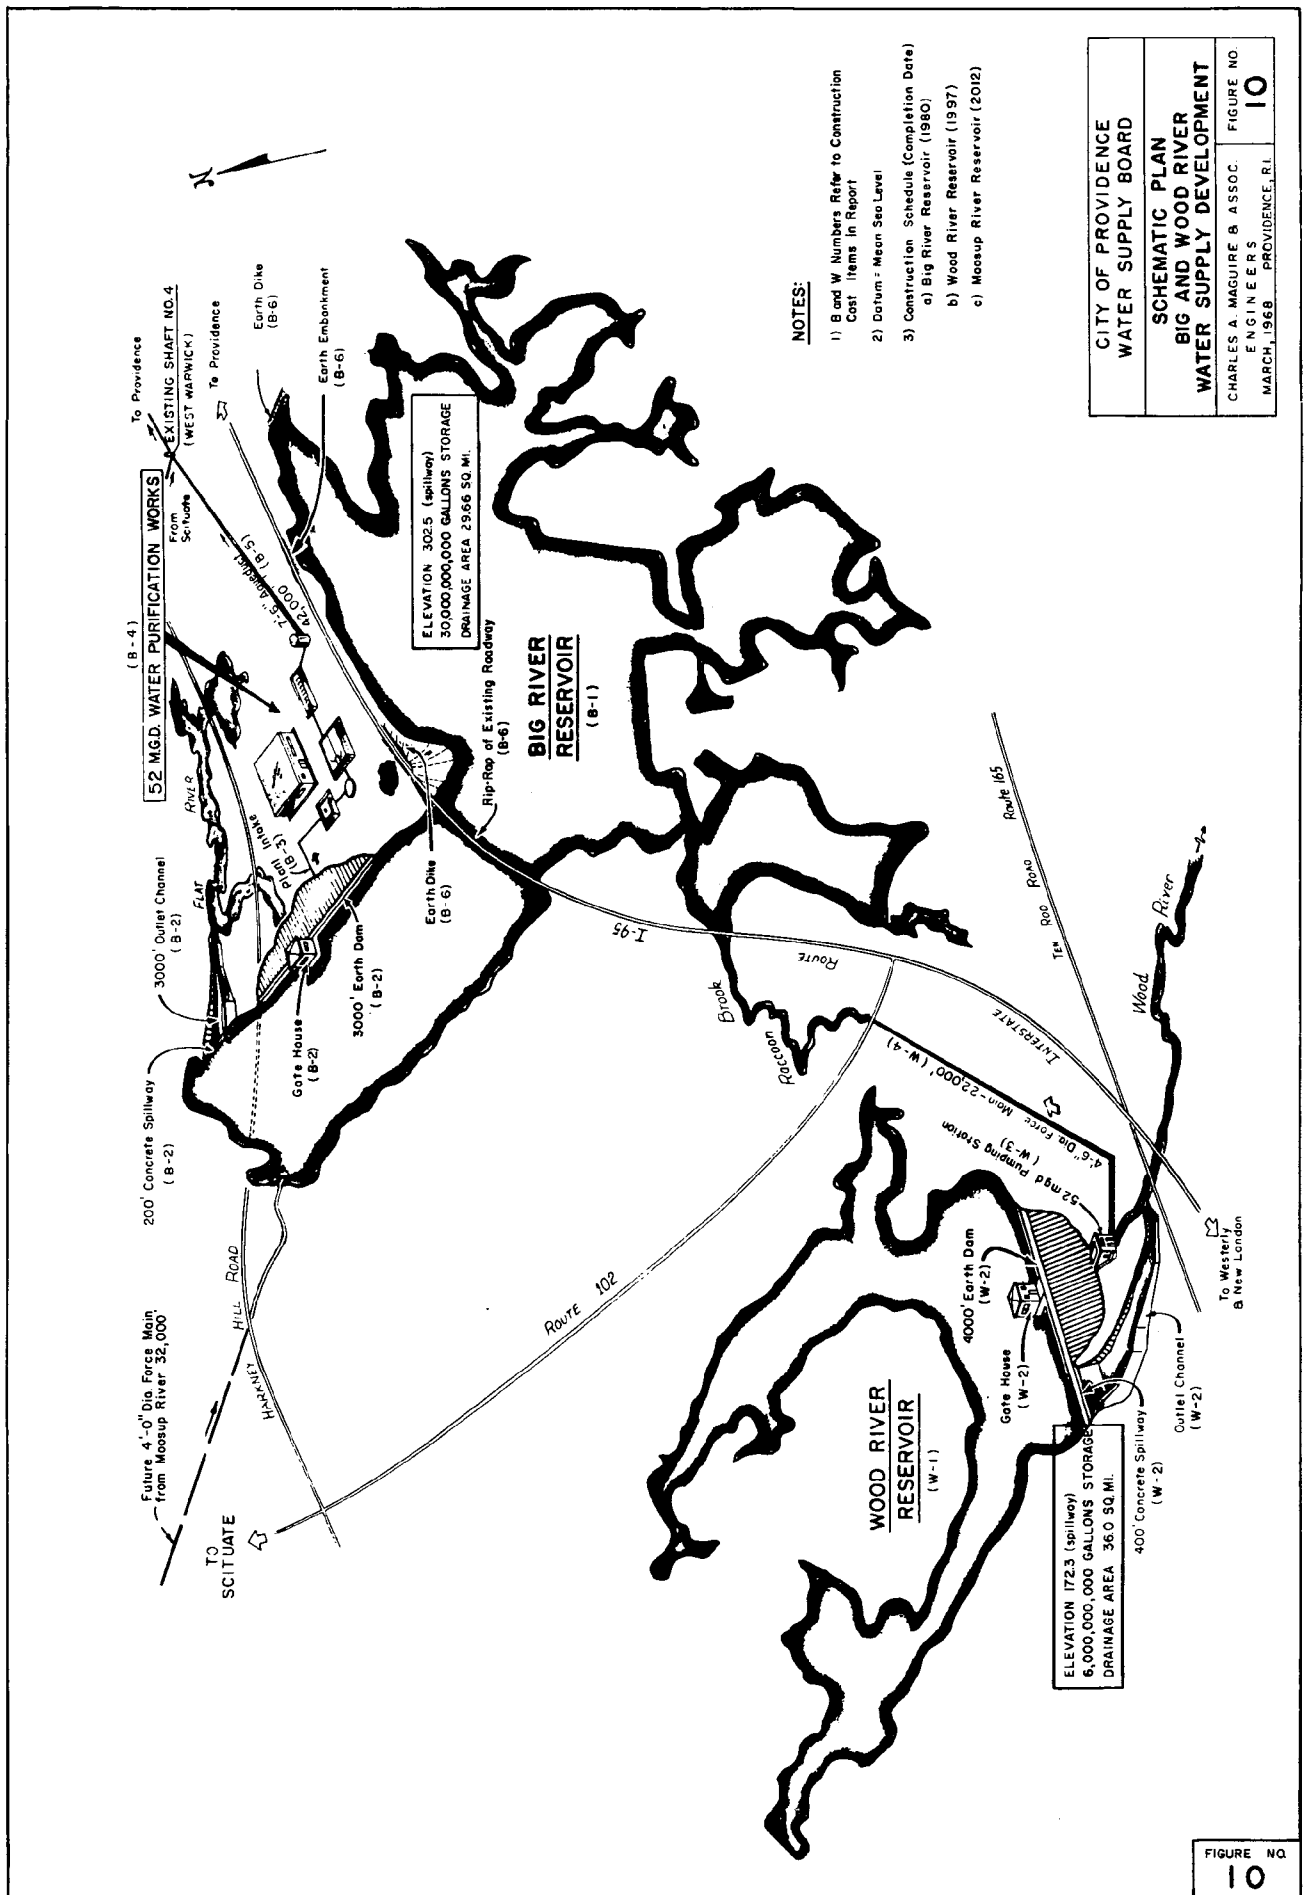 Future 4'-0" Dia. Force Main
from Moosup River 32,000'
TO
SCITUATE
HARKNEY HILL ROAD
ROUTE 102
200' Concrete Spillway
(B-2)
3000' Outlet Channel
(B-2)
FLAT RIVER
Gate House
(B-2)
3000' Earth Dam
(B-2)
Plant Intake
(B-3)
(B-4)
52 M.G.D. WATER PURIFICATION WORKS
From
Scituate
To Providence
EXISTING SHAFT NO. 4
(WEST WARWICK)
To Providence
7'-6" Aqueduct
42,000' (B-5)
Earth Dike
(B-6)
Earth Embankment
(B-6)
Earth Dike
(B-6)
Rip-Rap of Existing Roadway
(B-6)
ELEVATION 302.5 (spillway)
30,000,000,000 GALLONS STORAGE
DRAINAGE AREA 29.66 SQ. MI.
BIG RIVER
RESERVOIR
(B-1)
I-95
INTERSTATE ROUTE
Raccoon Brook
4'-6" Dia. Force Main-22,000' (W-4)
52 mgd Pumping Station
(W-3)
TEN ROD ROAD Route 165
Wood River
WOOD RIVER
RESERVOIR
(W-1)
4000' Earth Dam
(W-2)
Gate House
(W-2)
ELEVATION 172.3 (spillway)
6,000,000,000 GALLONS STORAGE
DRAINAGE AREA 36.0 SQ. MI.
400' Concrete Spillway
(W-2)
Outlet Channel
(W-2)
To Westerly
& New London
N
NOTES:
1) B and W Numbers Refer to Construction
Cost Items in Report
2) Datum = Mean Sea Level
3) Construction Schedule (Completion Date)
a) Big River Reservoir (1980)
b) Wood River Reservoir (1997)
c) Moosup River Reservoir (2012)
CITY OF PROVIDENCE
WATER SUPPLY BOARD
SCHEMATIC PLAN
BIG AND WOOD RIVER
WATER SUPPLY DEVELOPMENT
CHARLES A. MAGUIRE & ASSOC.
ENGINEERS
MARCH, 1968 PROVIDENCE, R.I.
FIGURE NO.
10
FIGURE NO.
10